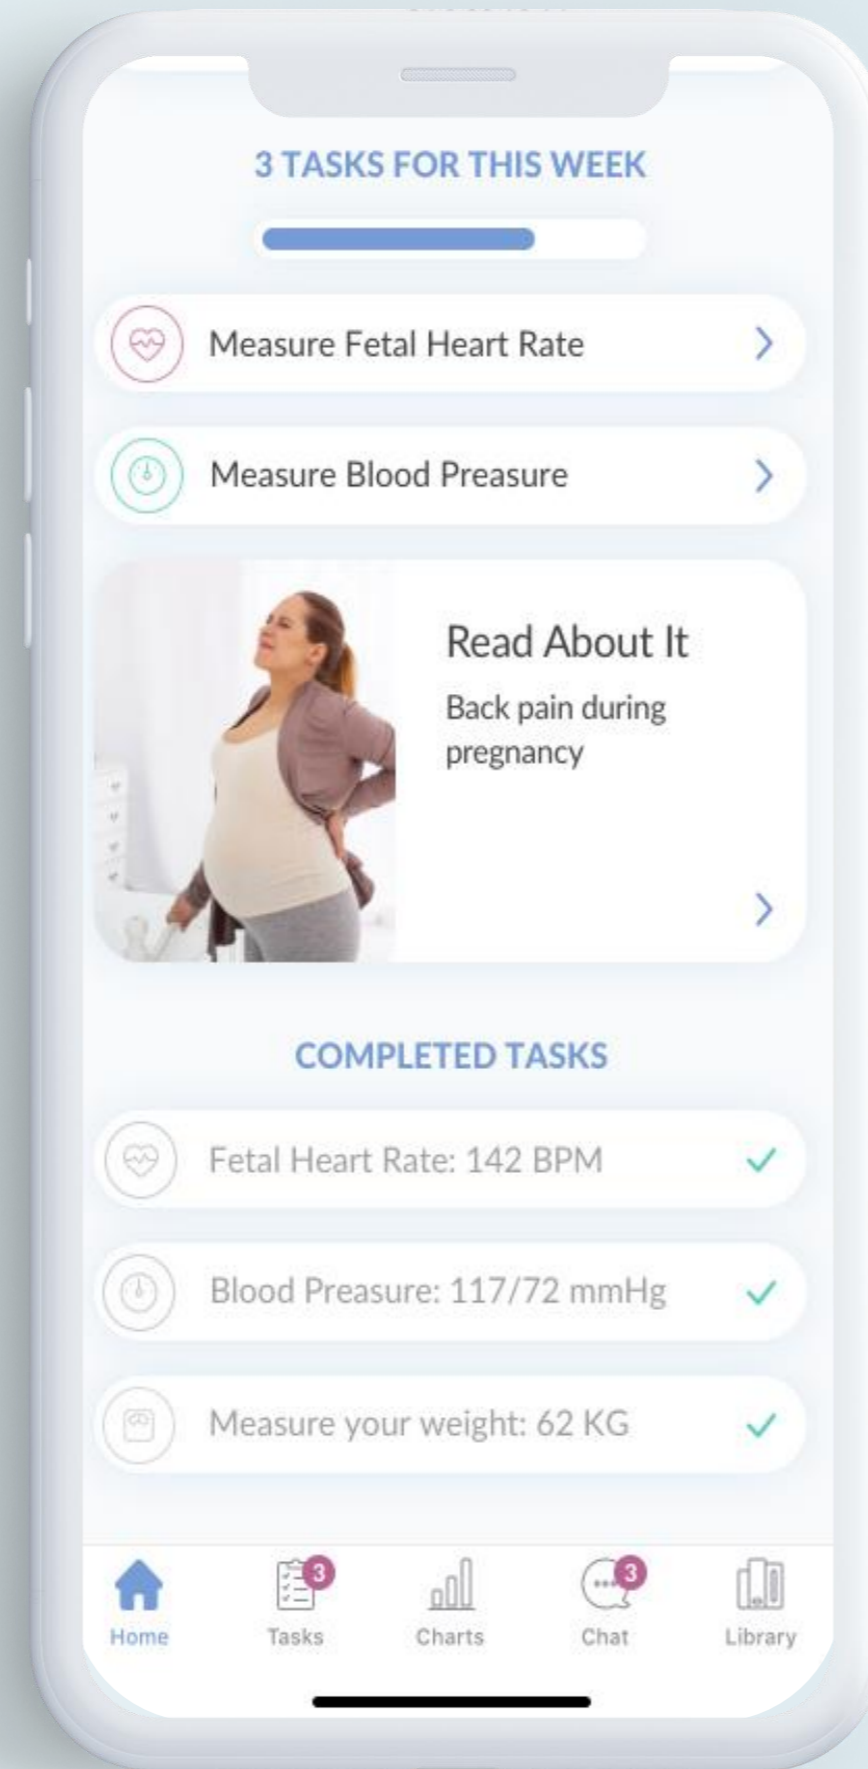 3 TASKS FOR THIS WEEK
Measure Fetal Heart Rate
Measure Blood Preasure
Read About It
Back pain during
pregnancy
COMPLETED TASKS
Fetal Heart Rate: 142 BPM
Blood Preasure: 117/72 mmHg
Measure your weight: 62 KG
3
3
Home
Tasks
Charts
Chat
Library